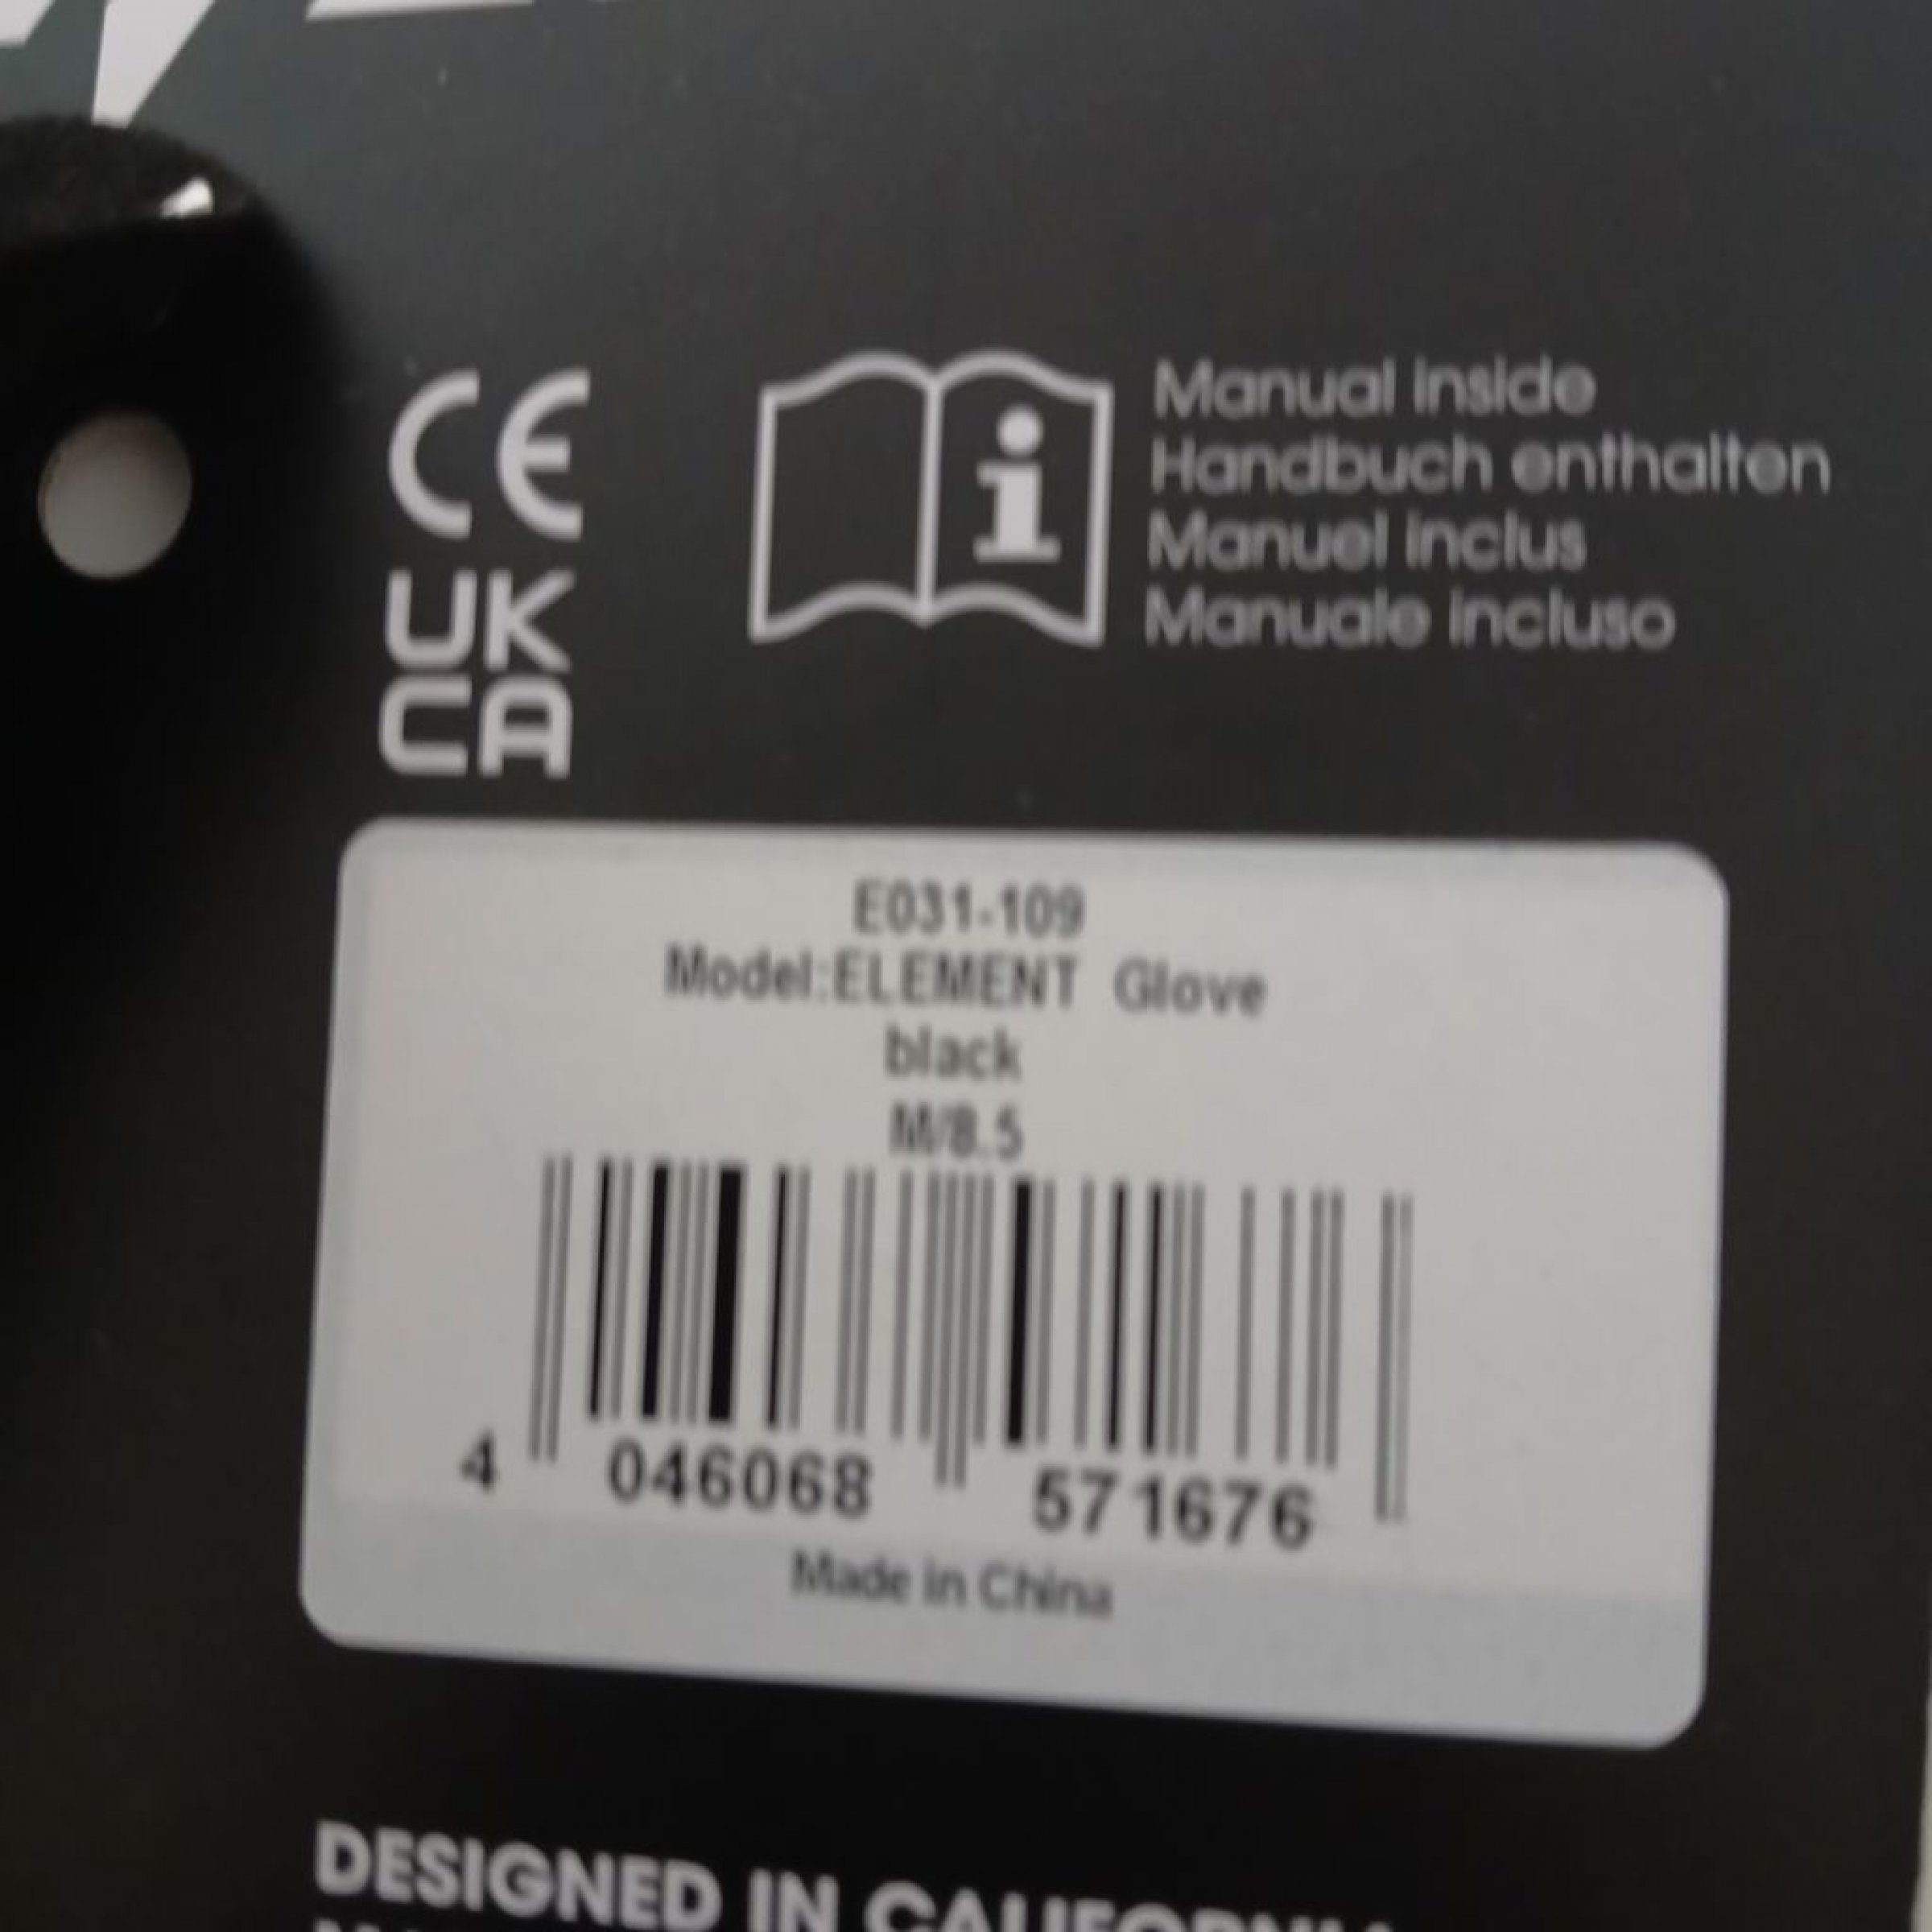 CE
UK
CA
i
Manual inside
Handbuch enthalten
Manuel inclus
Manuale incluso
E031-109
Model:ELEMENT Glove
black
M/8.5
4 046068 571676
Made in China
DESIGNED IN CALIFORNIA